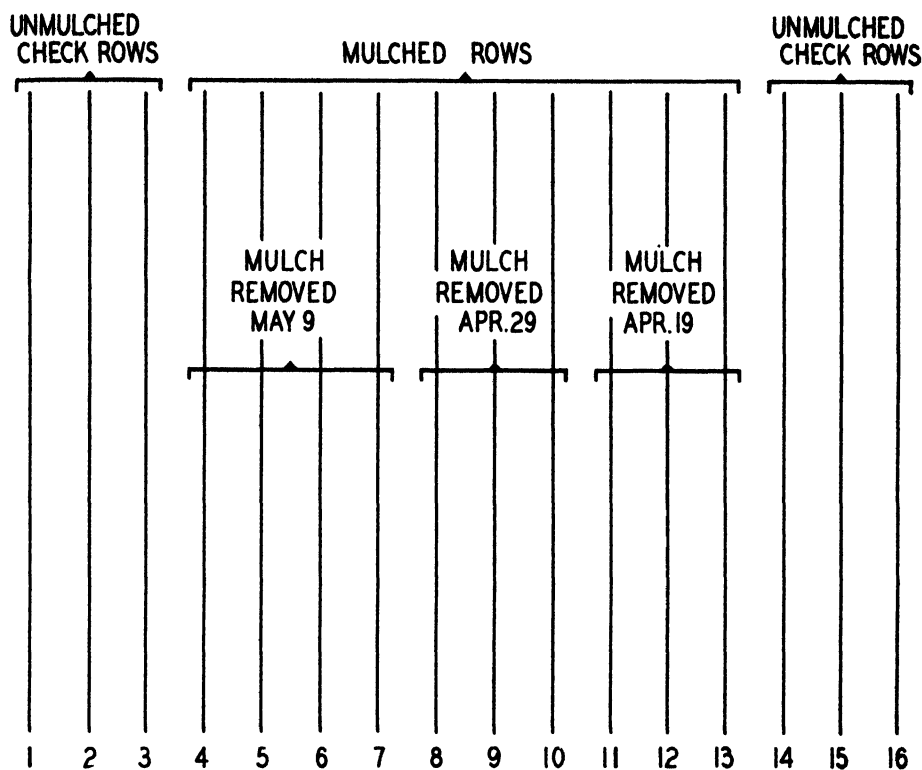 UNMULCHED
CHECK ROWS
MULCHED ROWS
UNMULCHED
CHECK ROWS
MULCH
REMOVED
MAY 9
MULCH
REMOVED
APR. 29
MULCH
REMOVED
APR. 19
1 2 3 4 5 6 7 8 9 10 11 12 13 14 15 16